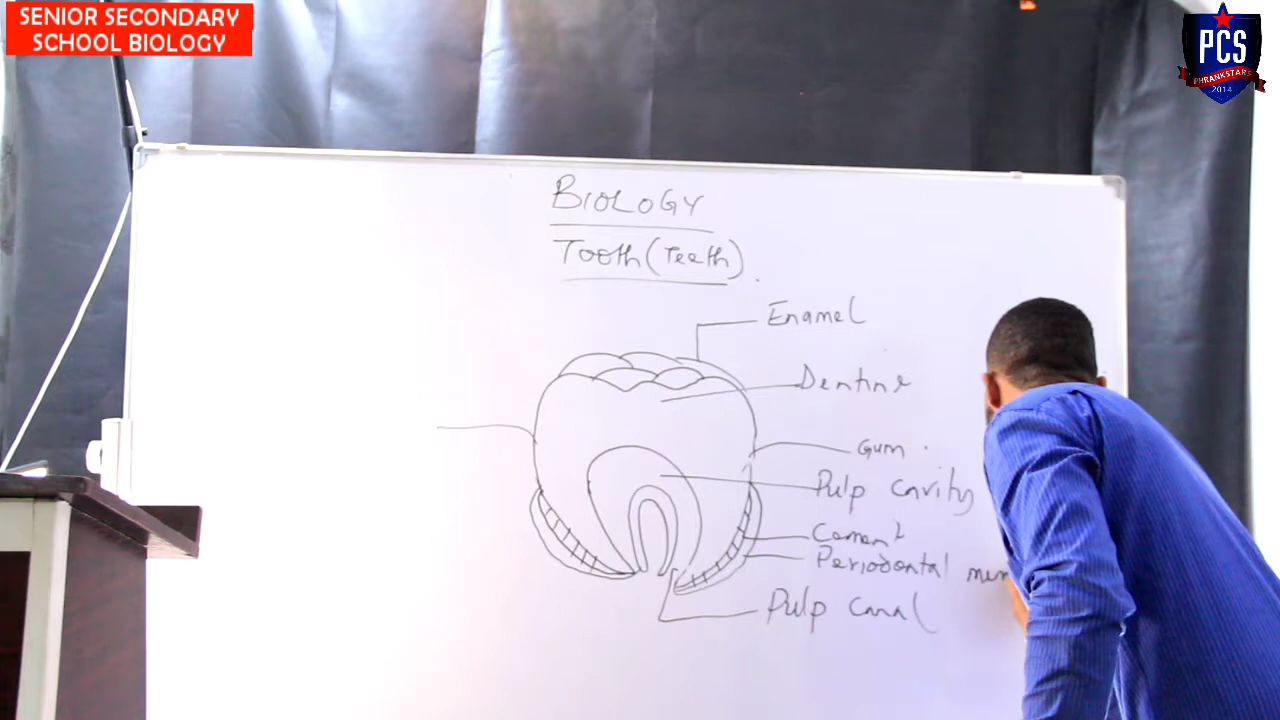 SENIOR SECONDARY
SCHOOL BIOLOGY
PCS
PHRANKSTARS
2014
BIOLOGY
Tooth (Teeth)
Enamel
Dentine
Gum
Pulp cavity
Cement
Periodontal mem
Pulp canal